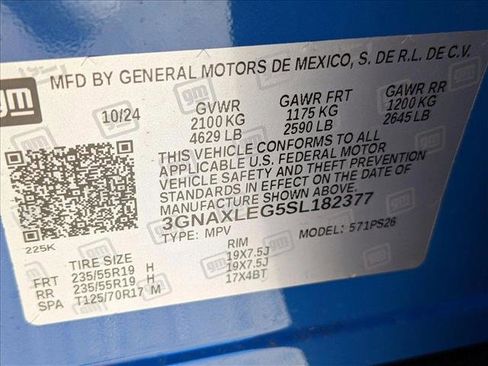 gm
MFD BY GENERAL MOTORS DE MEXICO, S. DE R.L. DE C.V.
10/24 GVWR GAWR FRT GAWR RR
2100 KG 1175 KG 1200 KG
4629 LB 2590 LB 2645 LB
THIS VEHICLE CONFORMS TO ALL
APPLICABLE U.S. FEDERAL MOTOR
VEHICLE SAFETY AND THEFT PREVENTION
STANDARDS IN EFFECT ON THE DATE OF
MANUFACTURE SHOWN ABOVE.
3GNAXLEG5SL182377
225K TYPE: MPV MODEL: 571PS26
TIRE SIZE RIM
FRT 235/55R19 H 19X7.5J
RR 235/55R19 H 19X7.5J
SPA T125/70R17 M 17X4BT